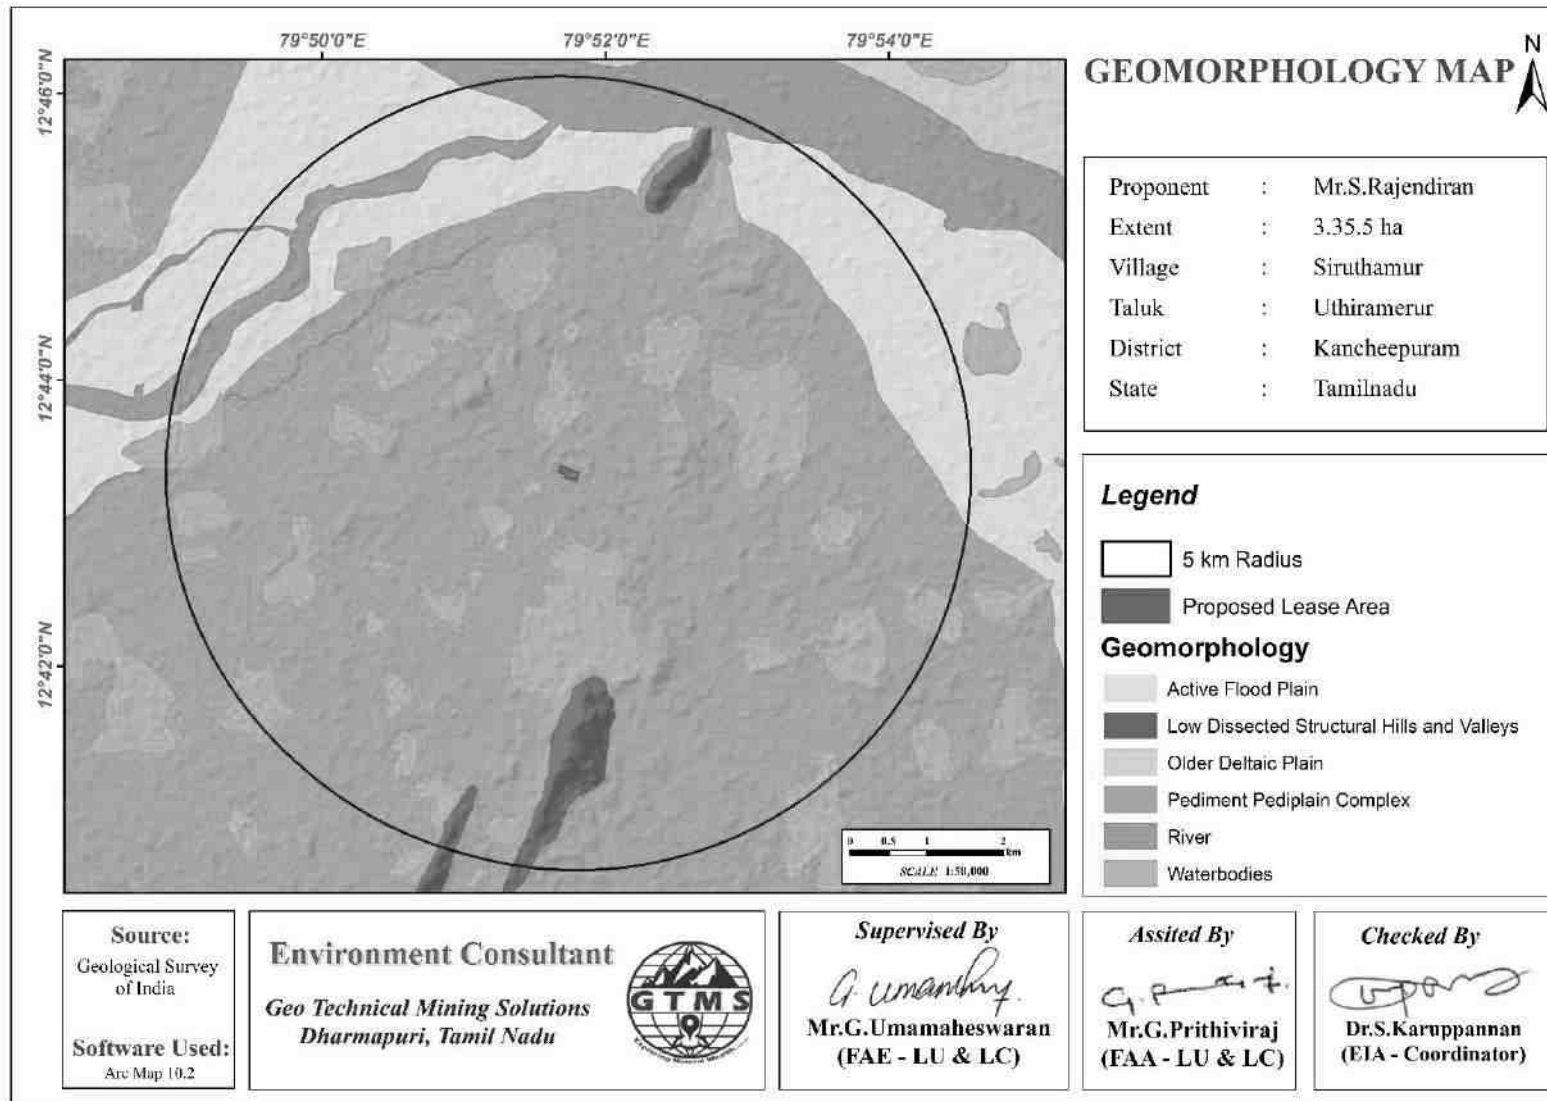 79°50'0"E 79°52'0"E 79°54'0"E
12°46'0"N
12°44'0"N
12°42'0"N
0 0.5 1 2
km
SCALE 1:50,000
GEOMORPHOLOGY MAP
N
Proponent : Mr.S.Rajendiran
Extent : 3.35.5 ha
Village : Siruthamur
Taluk : Uthiramerur
District : Kancheepuram
State : Tamilnadu
Legend
5 km Radius
Proposed Lease Area
Geomorphology
Active Flood Plain
Low Dissected Structural Hills and Valleys
Older Deltaic Plain
Pediment Pediplain Complex
River
Waterbodies
Source:
Geological Survey
of India
Software Used:
Arc Map 10.2
Environment Consultant
Geo Technical Mining Solutions
Dharmapuri, Tamil Nadu
GTMS
Supervised By
Mr.G.Umamaheswaran
(FAE - LU & LC)
Assited By
Mr.G.Prithiviraj
(FAA - LU & LC)
Checked By
Dr.S.Karuppannan
(EIA - Coordinator)